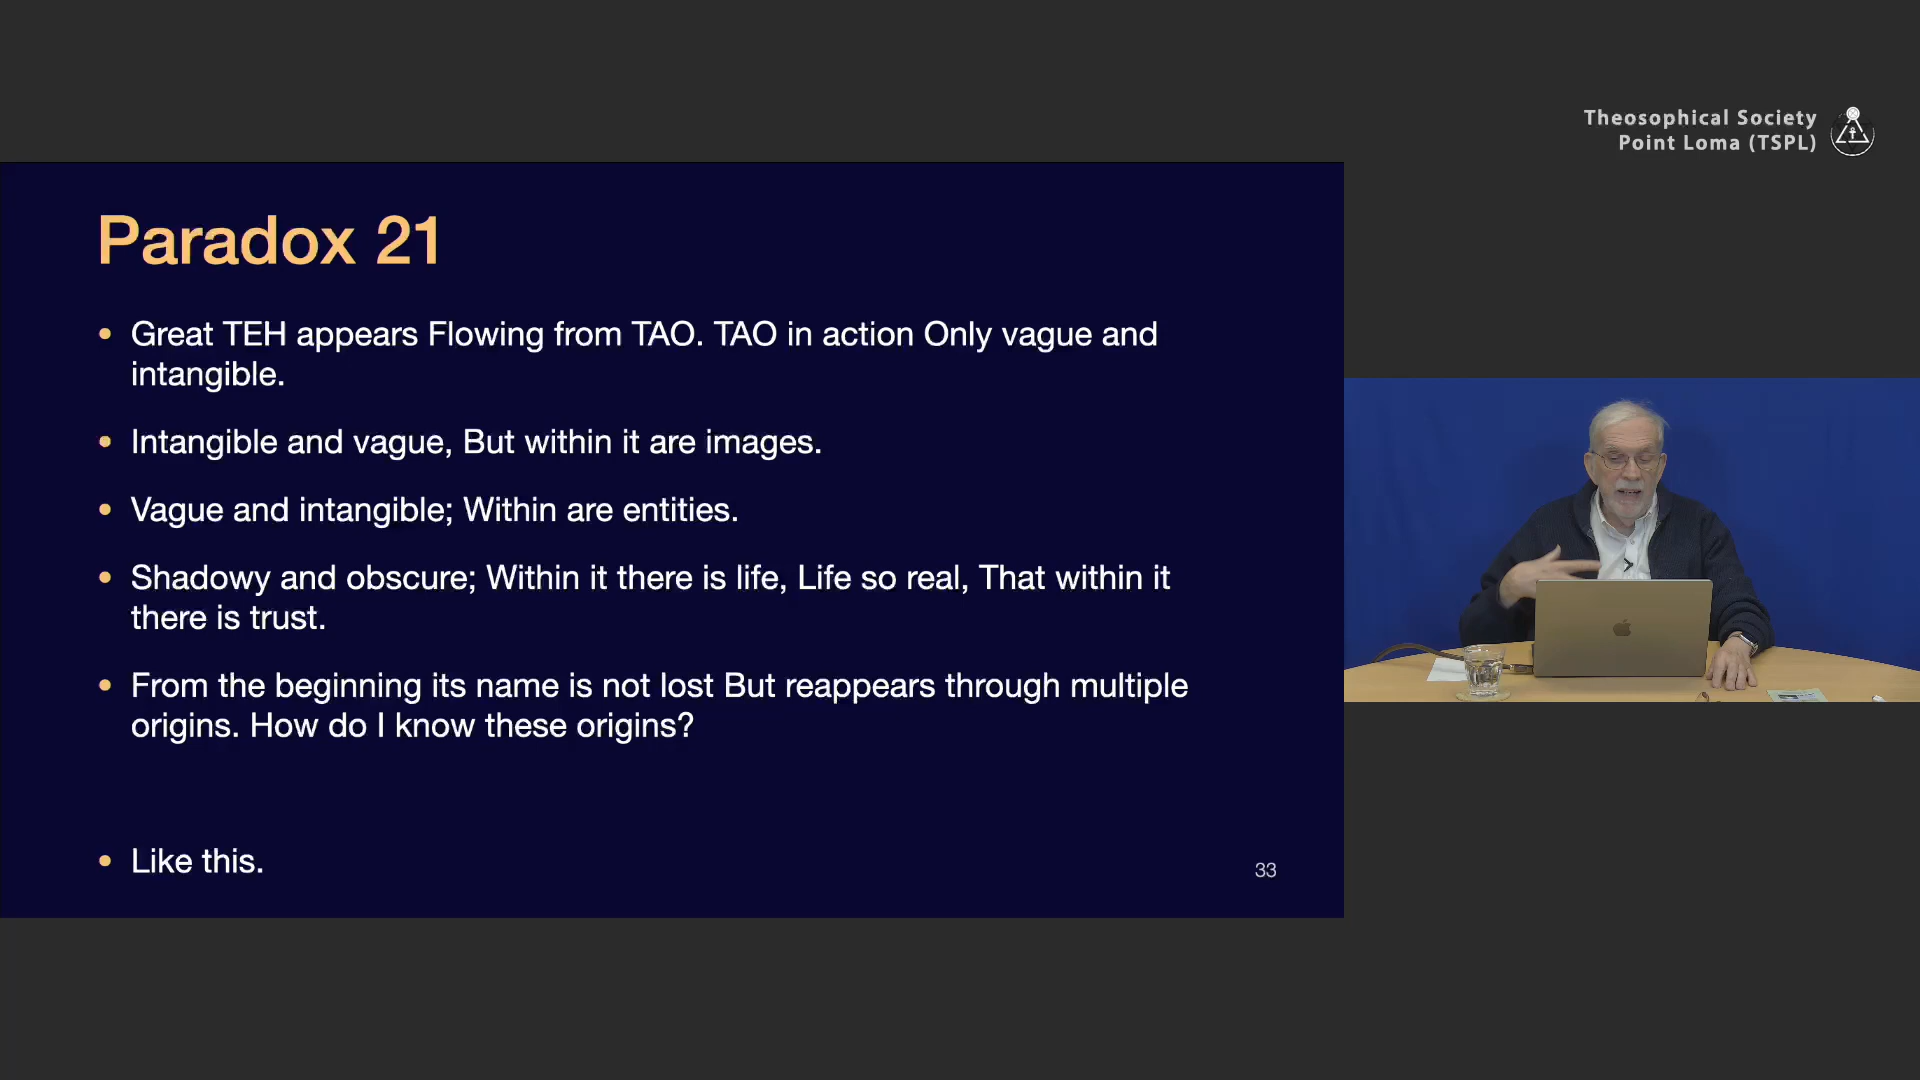 Theosophical Society
Point Loma (TSPL)
Paradox 21
• Great TEH appears Flowing from TAO. TAO in action Only vague and
intangible.
• Intangible and vague, But within it are images.
• Vague and intangible; Within are entities.
• Shadowy and obscure; Within it there is life, Life so real, That within it
there is trust.
• From the beginning its name is not lost But reappears through multiple
origins. How do I know these origins?
• Like this.
33